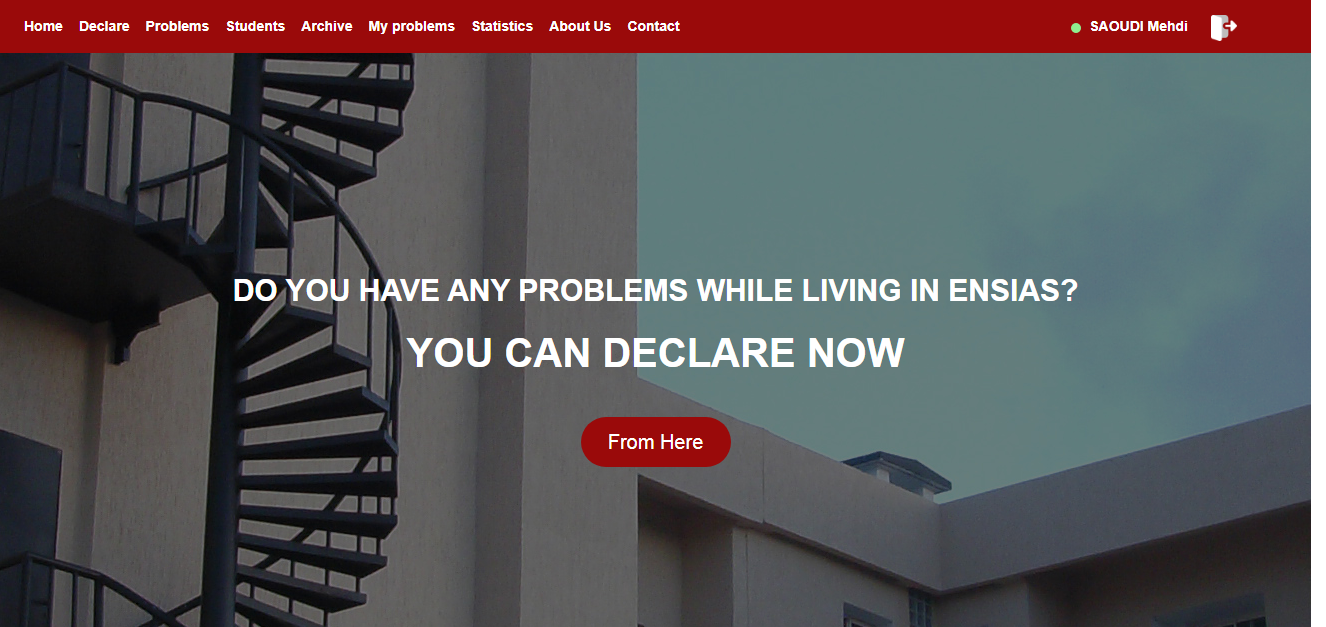 Home Declare Problems Students Archive My problems Statistics About Us Contact SAOUDI Mehdi
DO YOU HAVE ANY PROBLEMS WHILE LIVING IN ENSIAS?
YOU CAN DECLARE NOW
From Here